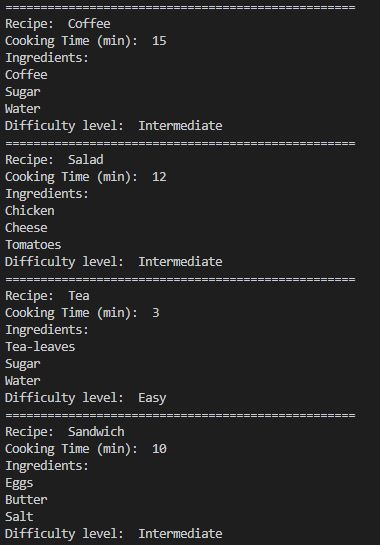 ==================================================
Recipe:  Coffee
Cooking Time (min):  15
Ingredients:
Coffee
Sugar
Water
Difficulty level:  Intermediate
==================================================
Recipe:  Salad
Cooking Time (min):  12
Ingredients:
Chicken
Cheese
Tomatoes
Difficulty level:  Intermediate
==================================================
Recipe:  Tea
Cooking Time (min):  3
Ingredients:
Tea-leaves
Sugar
Water
Difficulty level:  Easy
==================================================
Recipe:  Sandwich
Cooking Time (min):  10
Ingredients:
Eggs
Butter
Salt
Difficulty level:  Intermediate